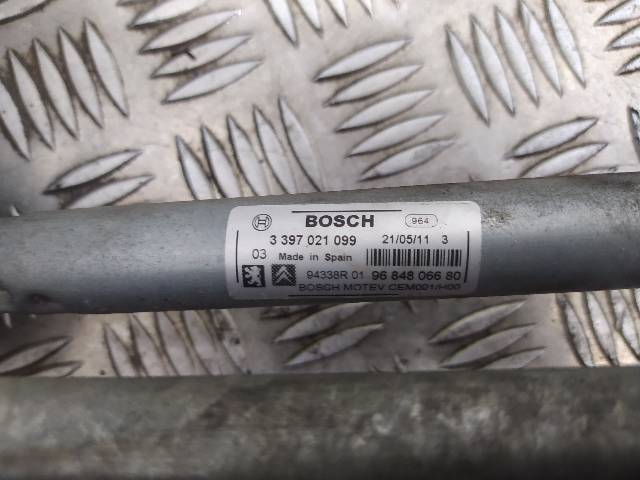 BOSCH 964
3 397 021 099 21/05/11 3
03 Made in Spain
94338R 01 96 848 066 80
BOSCH MOTEV CEM001/H00